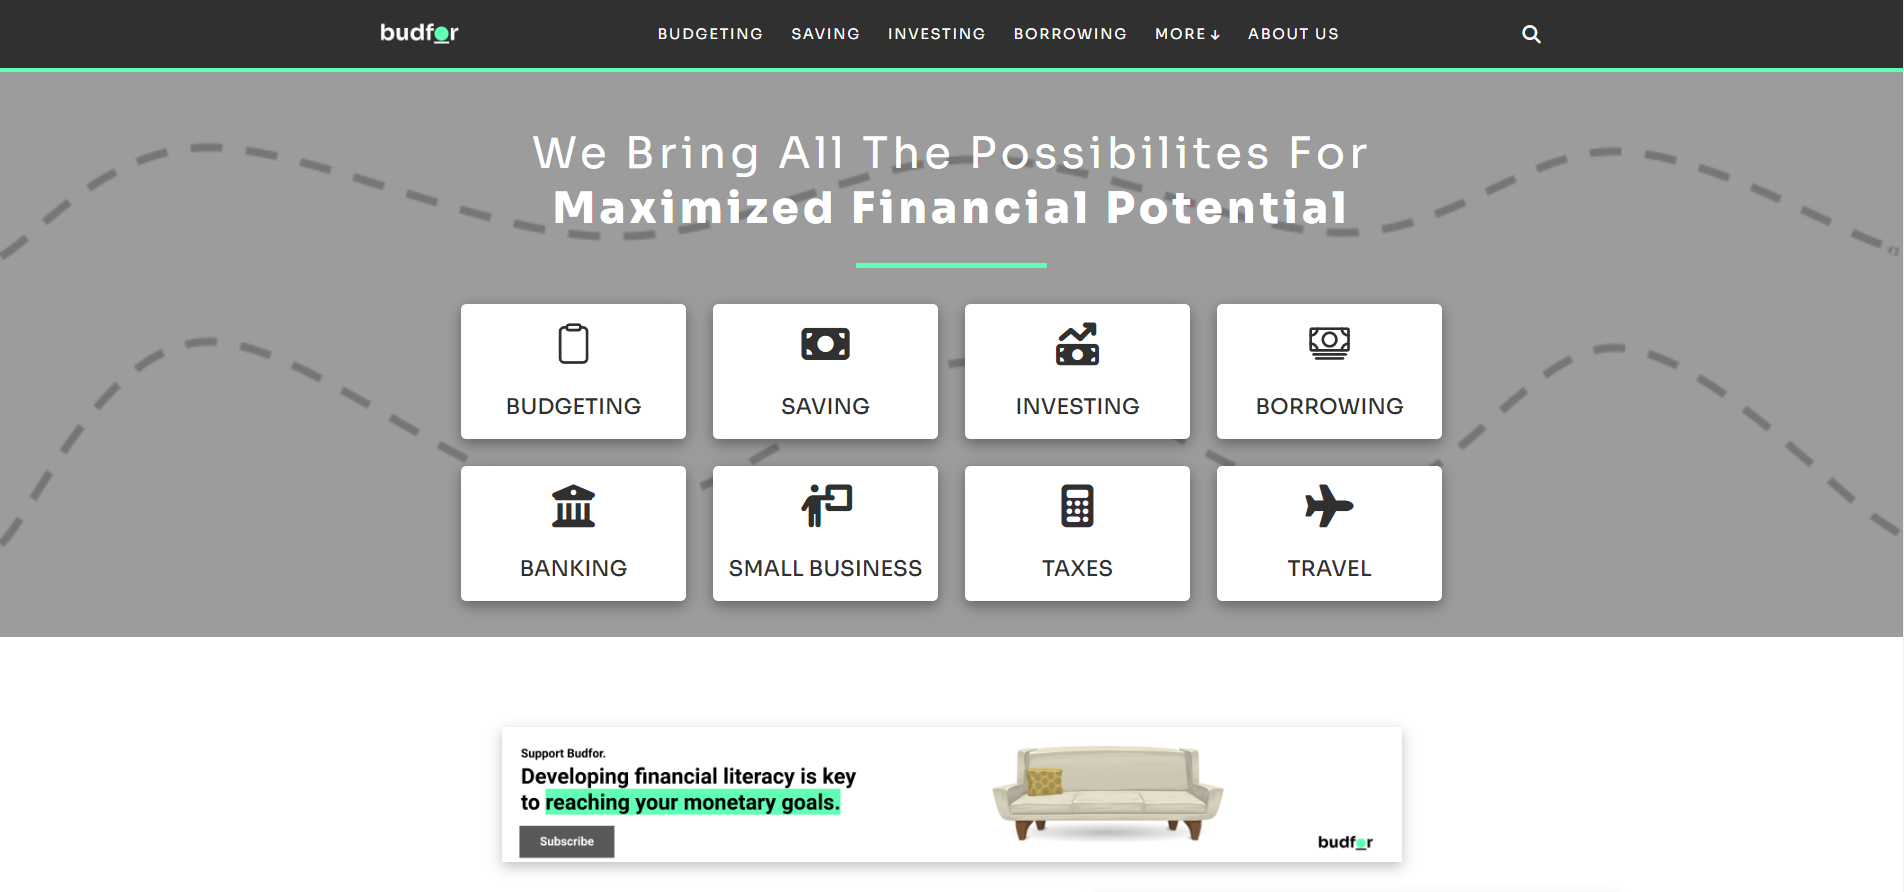 budfor
BUDGETING SAVING INVESTING BORROWING MORE ↓ ABOUT US
We Bring All The Possibilites For
Maximized Financial Potential
BUDGETING
SAVING
INVESTING
BORROWING
BANKING
SMALL BUSINESS
TAXES
TRAVEL
Support Budfor.
Developing financial literacy is key
to reaching your monetary goals.
Subscribe
budfor